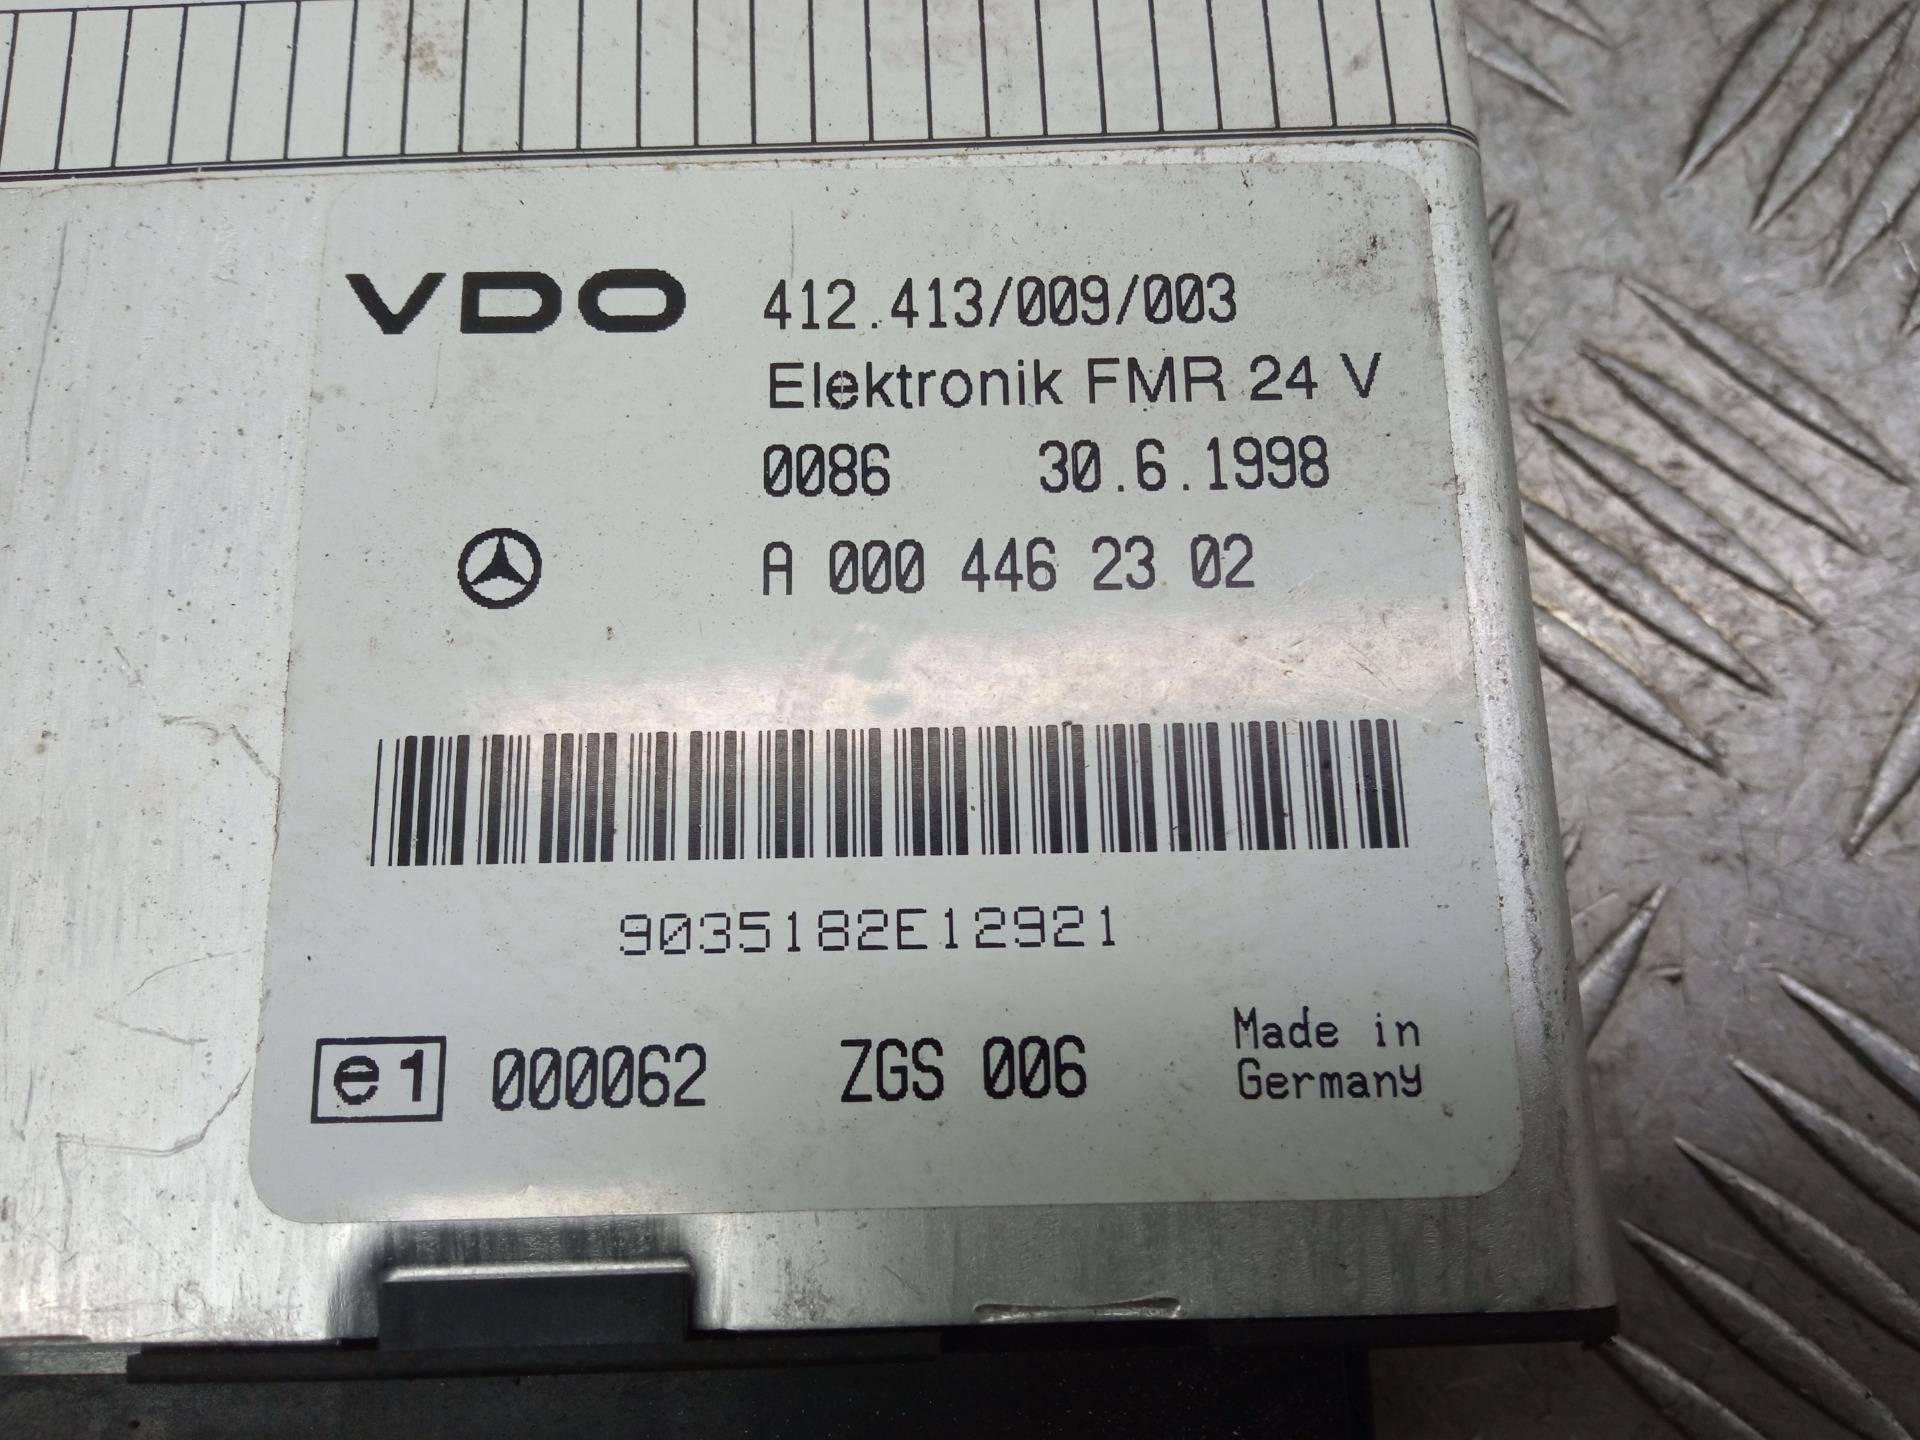 VDO 412.413/009/003
Elektronik FMR 24 V
0086 30.6.1998
A 000 446 23 02
9035182E12921
e1 000062 ZGS 006 Made in
Germany